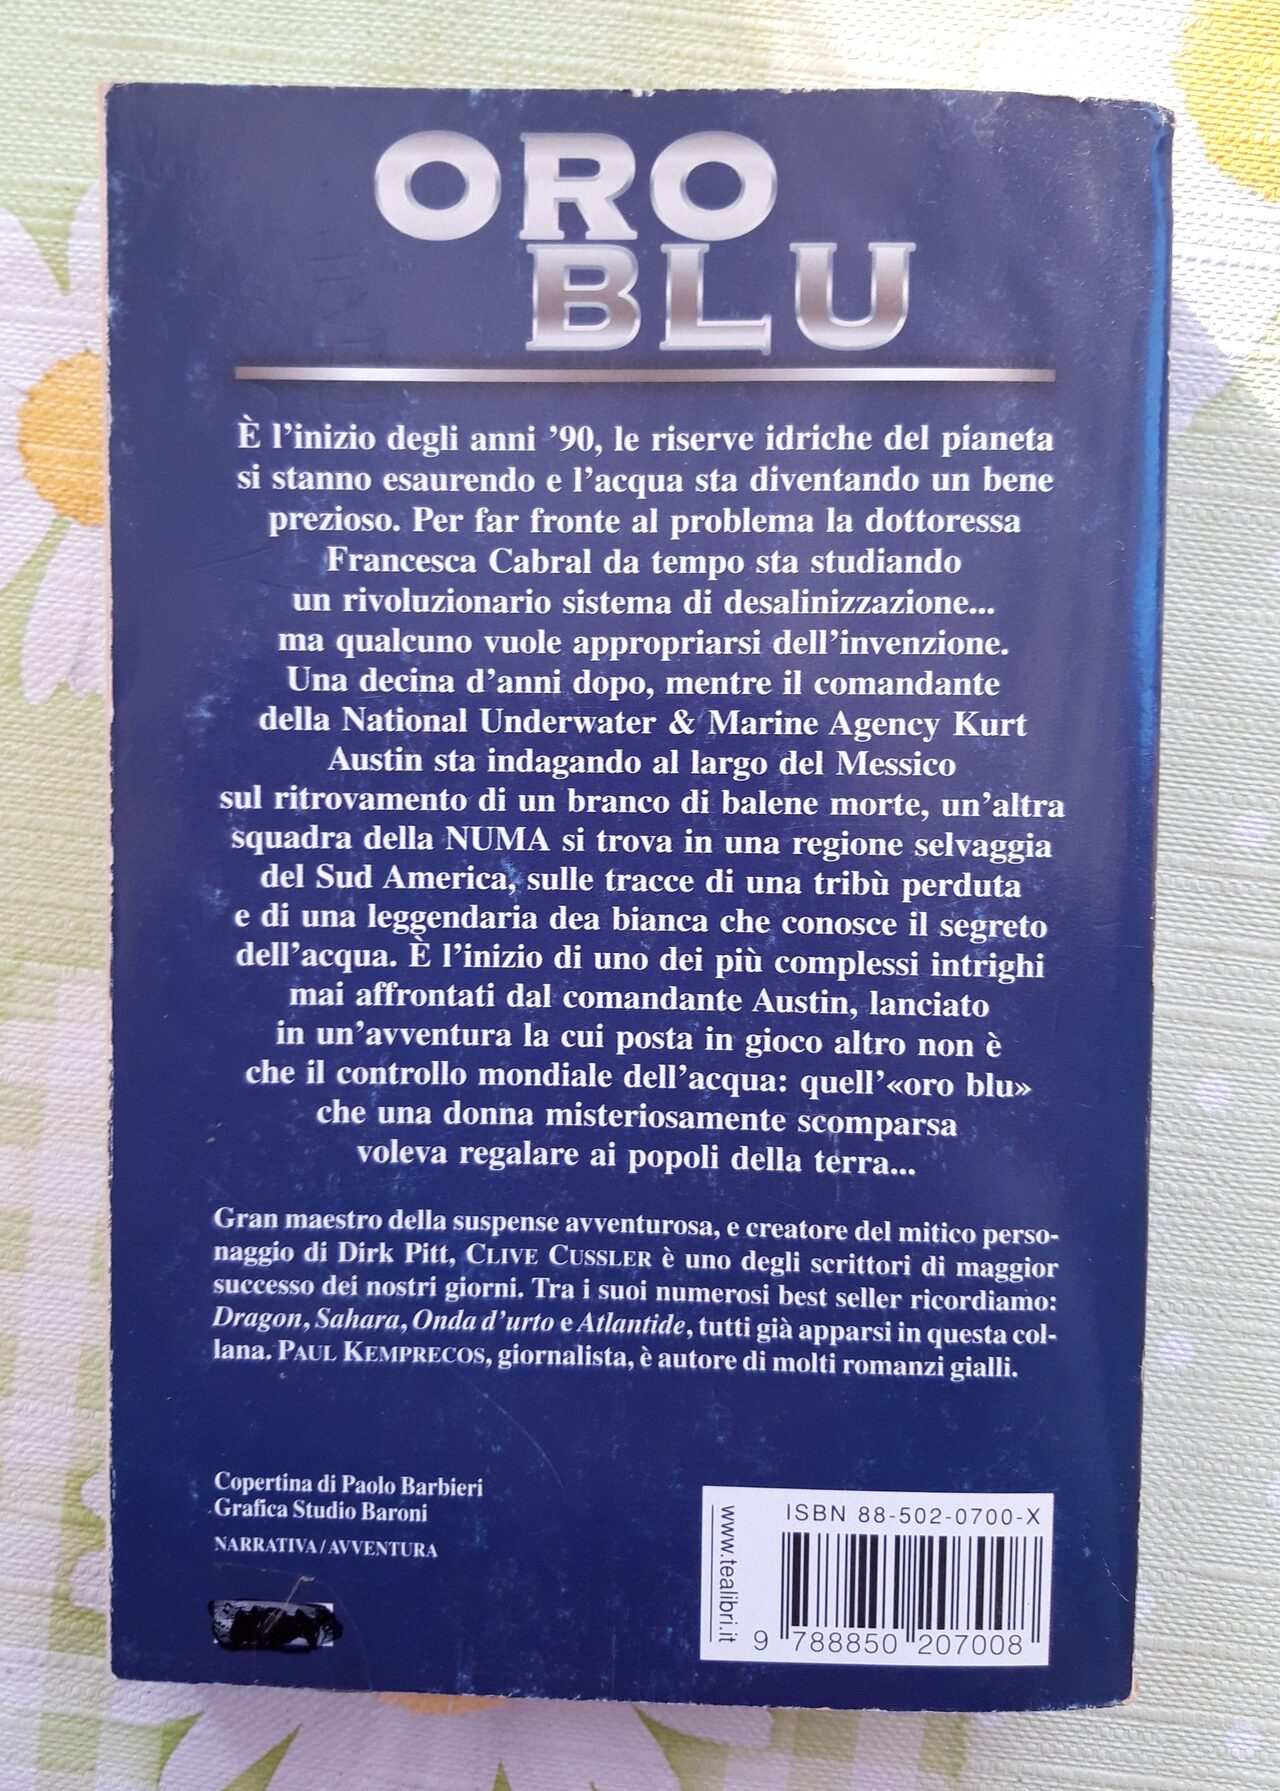 ORO
BLU
È l'inizio degli anni '90, le riserve idriche del pianeta
si stanno esaurendo e l'acqua sta diventando un bene
prezioso. Per far fronte al problema la dottoressa
Francesca Cabral da tempo sta studiando
un rivoluzionario sistema di desalinizzazione...
ma qualcuno vuole appropriarsi dell'invenzione.
Una decina d'anni dopo, mentre il comandante
della National Underwater & Marine Agency Kurt
Austin sta indagando al largo del Messico
sul ritrovamento di un branco di balene morte, un'altra
squadra della NUMA si trova in una regione selvaggia
del Sud America, sulle tracce di una tribù perduta
e di una leggendaria dea bianca che conosce il segreto
dell'acqua. È l'inizio di uno dei più complessi intrighi
mai affrontati dal comandante Austin, lanciato
in un'avventura la cui posta in gioco altro non è
che il controllo mondiale dell'acqua: quell'«oro blu»
che una donna misteriosamente scomparsa
voleva regalare ai popoli della terra...
Gran maestro della suspense avventurosa, e creatore del mitico perso-
naggio di Dirk Pitt, CLIVE CUSSLER è uno degli scrittori di maggior
successo dei nostri giorni. Tra i suoi numerosi best seller ricordiamo:
Dragon, Sahara, Onda d'urto e Atlantide, tutti già apparsi in questa col-
lana. PAUL KEMPRECOS, giornalista, è autore di molti romanzi gialli.
Copertina di Paolo Barbieri
Grafica Studio Baroni
NARRATIVA/AVVENTURA
www.tealibri.it
ISBN 88-502-0700-X
9 788850 207008